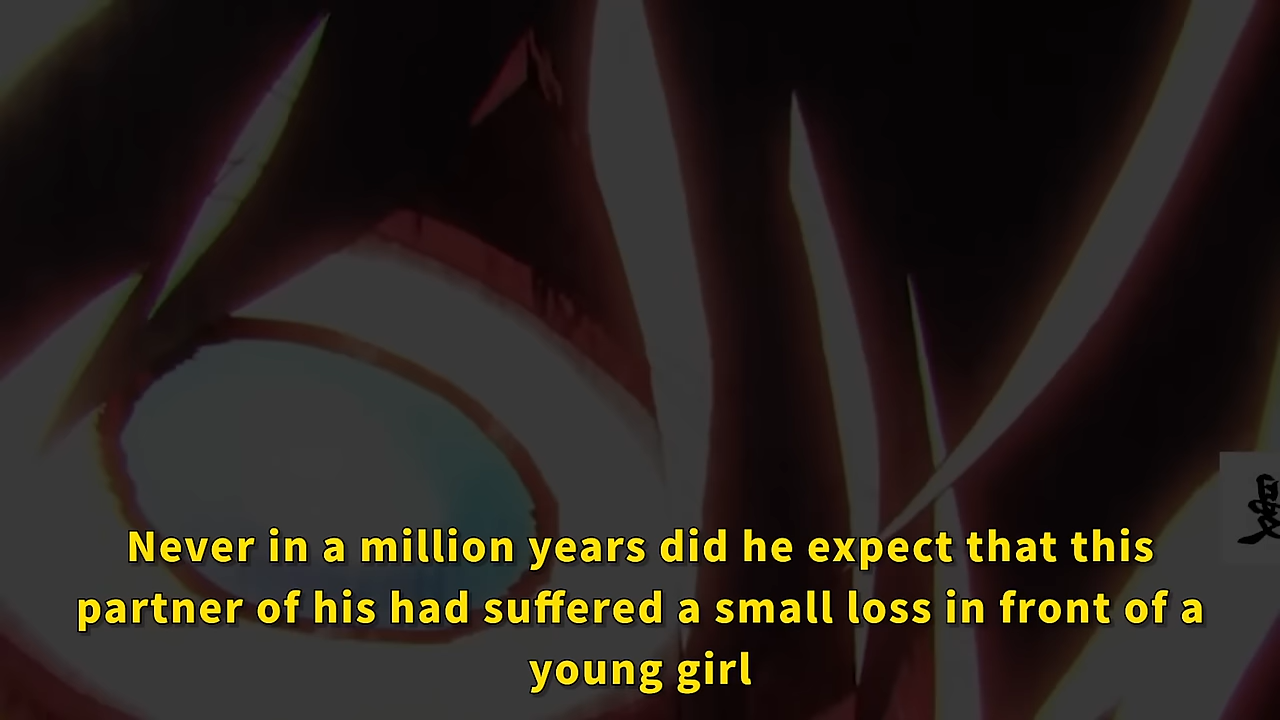 Never in a million years did he expect that this
partner of his had suffered a small loss in front of a
young girl